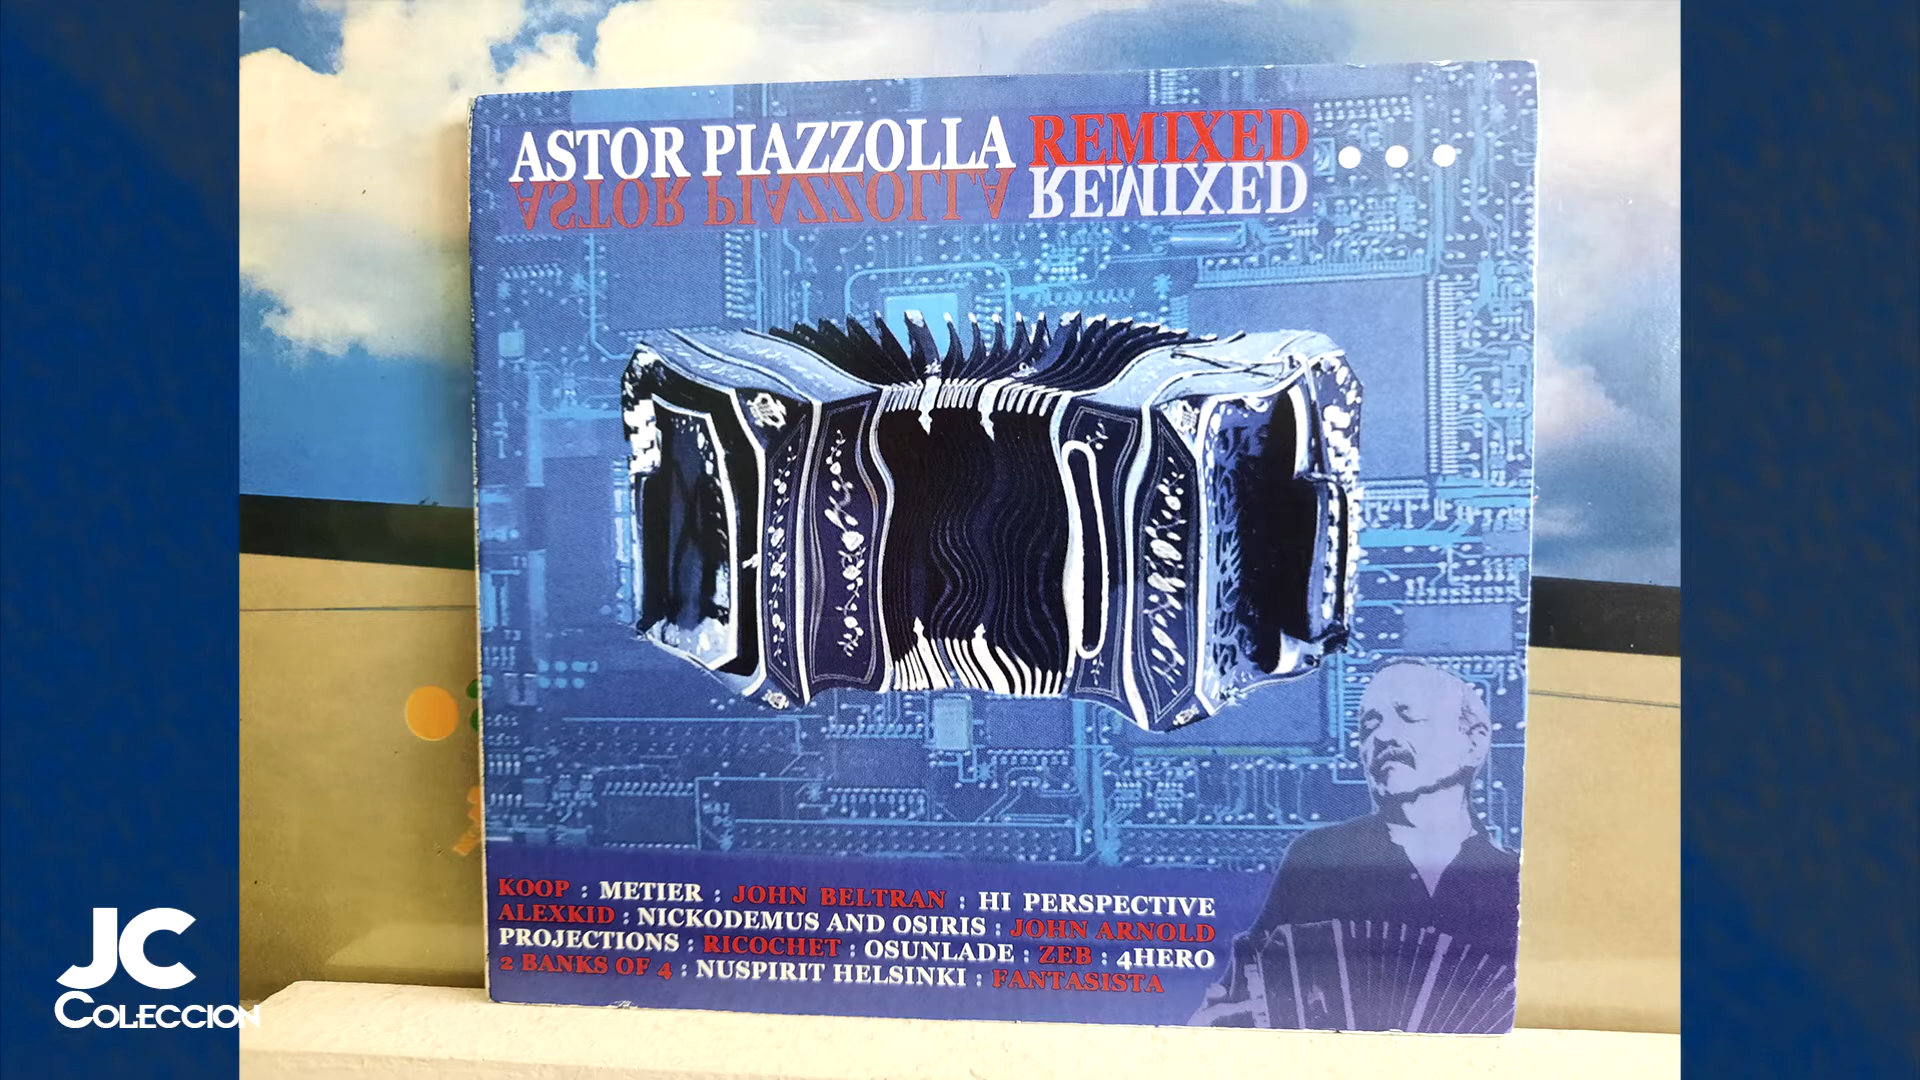 ASTOR PIAZZOLLA REMIXED
ASTOR PIAZZOLLA REMIXED
KOOP : METIER : JOHN BELTRAN : HI PERSPECTIVE
ALEXKID : NICKODEMUS AND OSIRIS : JOHN ARNOLD
PROJECTIONS : RICOCHET : OSUNLADE : ZEB : 4HERO
2 BANKS OF 4 : NUSPIRIT HELSINKI : FANTASISTA
JC
COLECCION